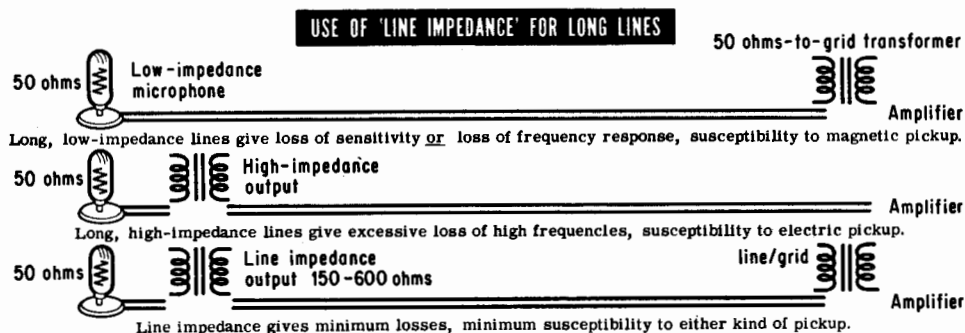 USE OF 'LINE IMPEDANCE' FOR LONG LINES
50 ohms-to-grid transformer
50 ohms
Low-impedance
microphone
Amplifier
Long, low-impedance lines give loss of sensitivity or loss of frequency response, susceptibility to magnetic pickup.
50 ohms
High-impedance
output
Amplifier
Long, high-impedance lines give excessive loss of high frequencies, susceptibility to electric pickup.
50 ohms
Line impedance
output 150-600 ohms
line/grid
Amplifier
Line impedance gives minimum losses, minimum susceptibility to either kind of pickup.